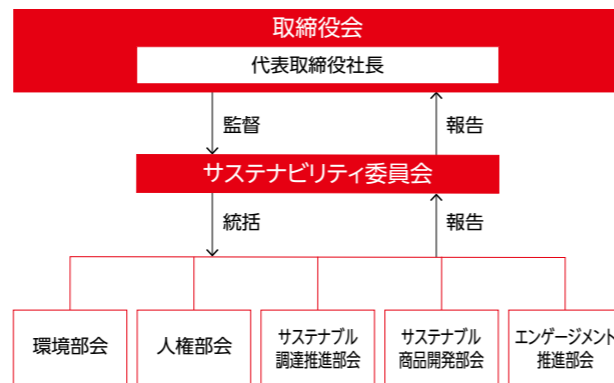 取締役会
代表取締役社長
監督
報告
サステナビリティ委員会
統括
報告
環境部会
人権部会
サステナブル
調達推進部会
サステナブル
商品開発部会
エンゲージメント
推進部会